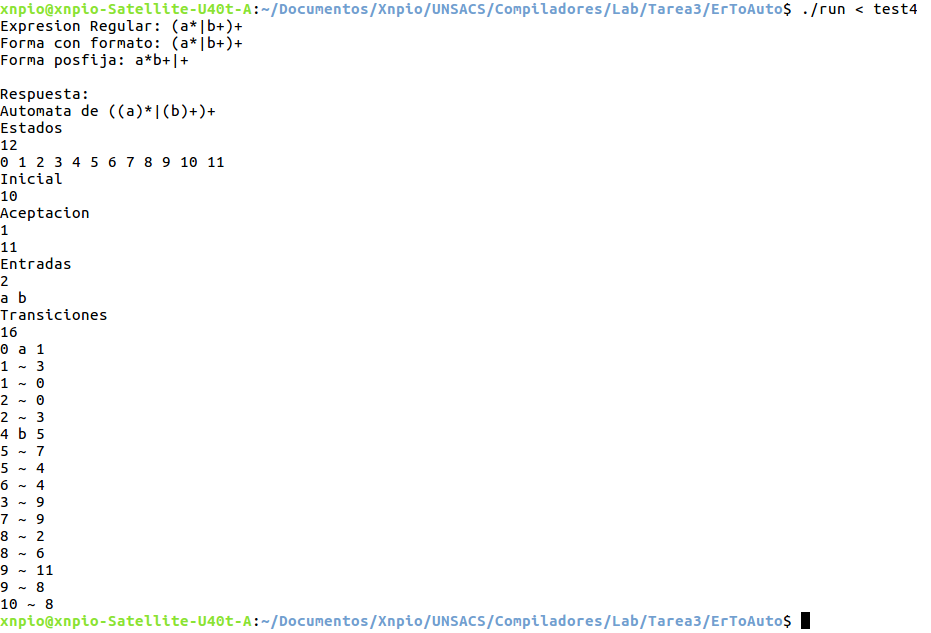 xnpio@xnpio-Satellite-U40t-A:~/Documentos/Xnpio/UNSACS/Compiladores/Lab/Tarea3/ErToAuto$ ./run < test4
Expresion Regular: (a*|b+)+
Forma con formato: (a*|b+)+
Forma posfija: a*b+|+

Respuesta:
Automata de ((a)*|(b)+)+
Estados
12
0 1 2 3 4 5 6 7 8 9 10 11
Inicial
10
Aceptacion
1
11
Entradas
2
a b
Transiciones
16
0 a 1
1 ~ 3
1 ~ 0
2 ~ 0
2 ~ 3
4 b 5
5 ~ 7
5 ~ 4
6 ~ 4
3 ~ 9
7 ~ 9
8 ~ 2
8 ~ 6
9 ~ 11
9 ~ 8
10 ~ 8
xnpio@xnpio-Satellite-U40t-A:~/Documentos/Xnpio/UNSACS/Compiladores/Lab/Tarea3/ErToAuto$